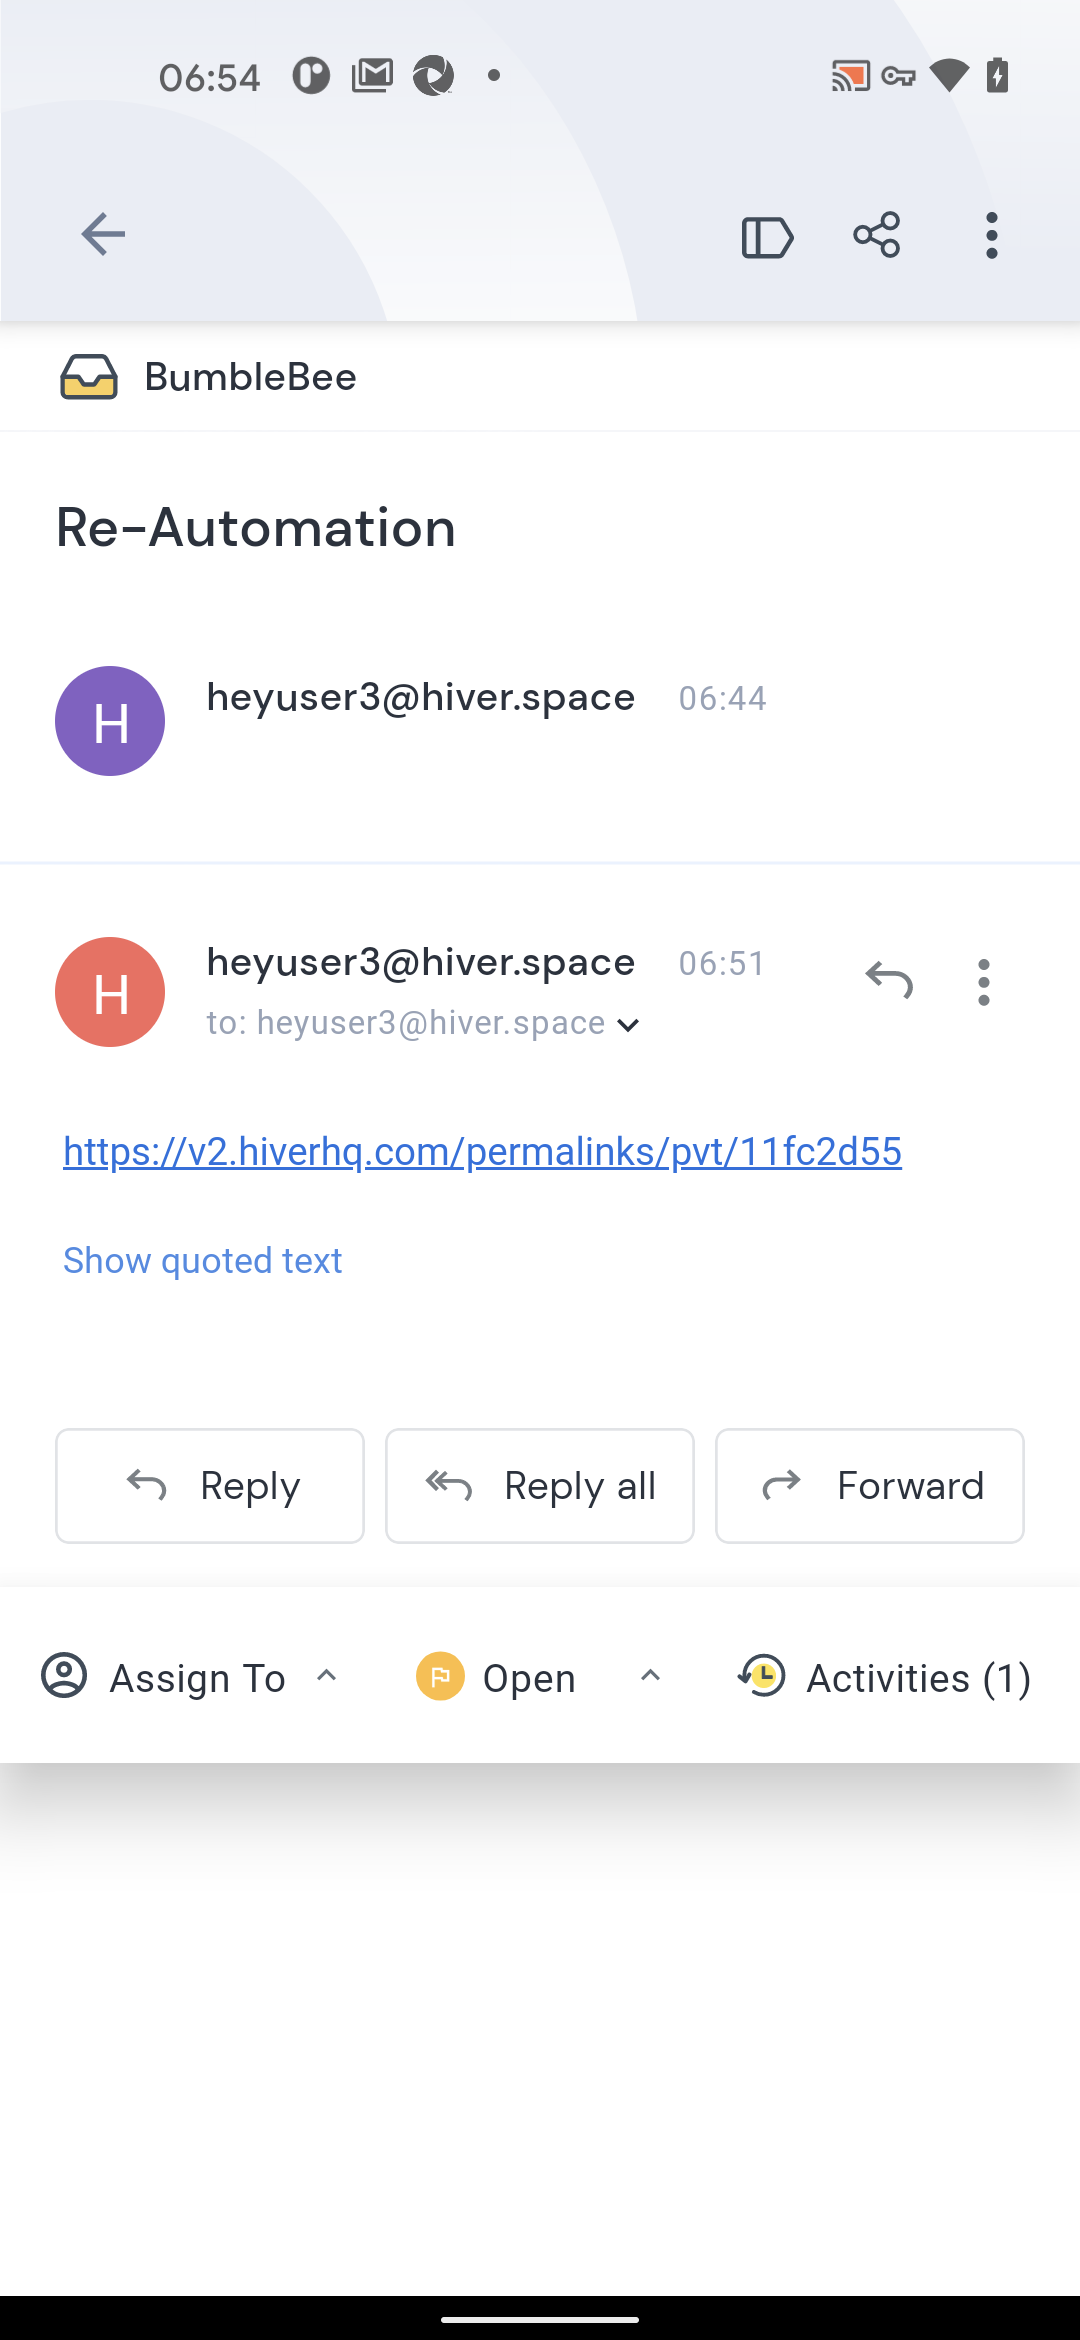 06:54
BumbleBee
Re-Automation
H
heyuser3@hiver.space 06:44
H
heyuser3@hiver.space 06:51
to: heyuser3@hiver.space
https://v2.hiverhq.com/permalinks/pvt/11fc2d55
Show quoted text
Reply Reply all Forward
Assign To Open Activities (1)